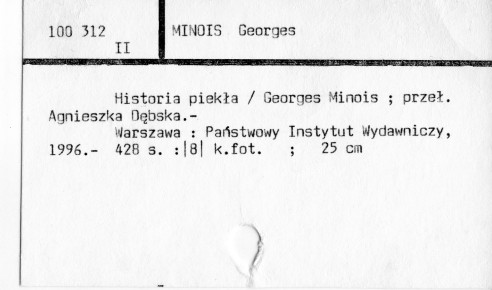 100 312 MINOIS Georges
II
Historia piekła / Georges Minois ; przeł.
Agnieszka Dębska.-
Warszawa : Państwowy Instytut Wydawniczy,
1996.- 428 s. :|8| k.fot. ; 25 cm